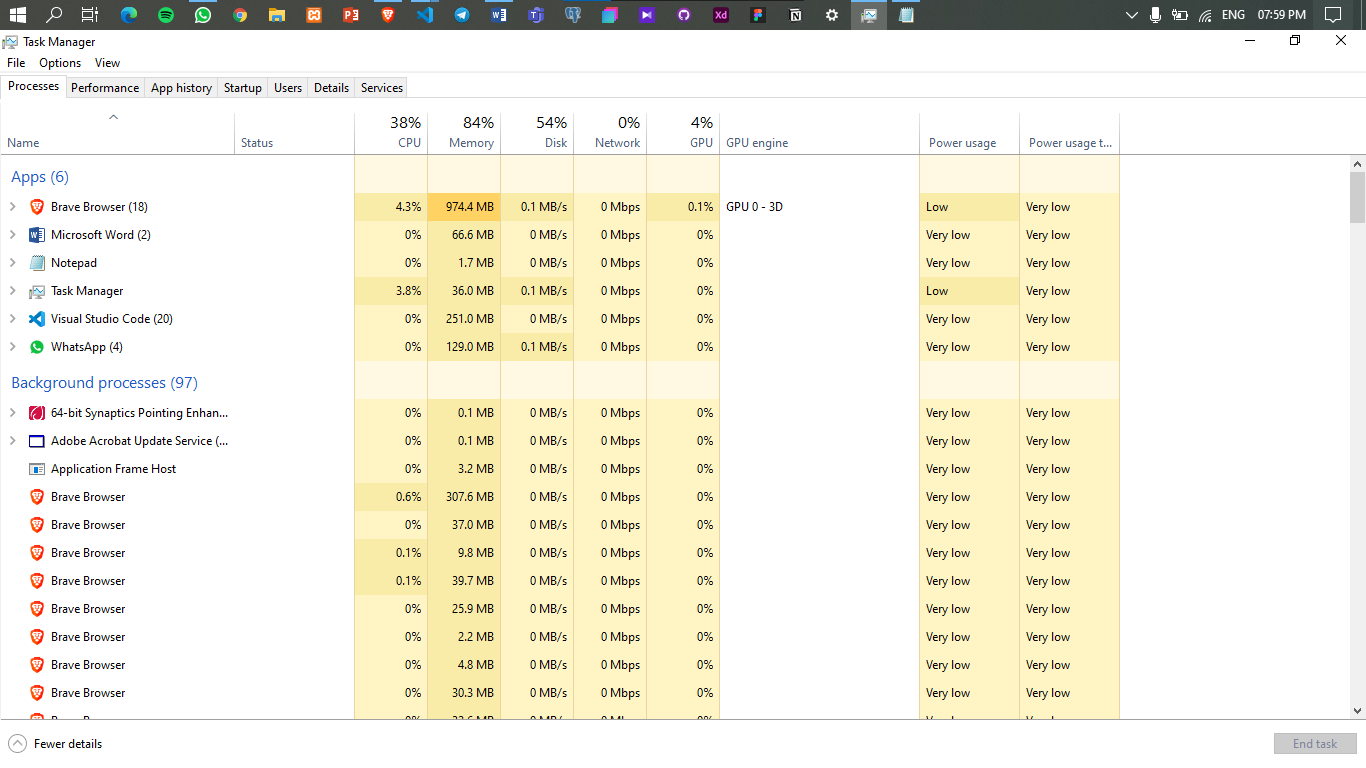 ENG 07:59 PM
Task Manager
File Options View
Processes Performance App history Startup Users Details Services
38% 84% 54% 0% 4%
Name Status CPU Memory Disk Network GPU GPU engine Power usage Power usage t...
Apps (6)
Brave Browser (18) 4.3% 974.4 MB 0.1 MB/s 0 Mbps 0.1% GPU 0 - 3D Low Very low
Microsoft Word (2) 0% 66.6 MB 0 MB/s 0 Mbps 0% Very low Very low
Notepad 0% 1.7 MB 0 MB/s 0 Mbps 0% Very low Very low
Task Manager 3.8% 36.0 MB 0.1 MB/s 0 Mbps 0% Low Very low
Visual Studio Code (20) 0% 251.0 MB 0 MB/s 0 Mbps 0% Very low Very low
WhatsApp (4) 0% 129.0 MB 0.1 MB/s 0 Mbps 0% Very low Very low
Background processes (97)
64-bit Synaptics Pointing Enhan... 0% 0.1 MB 0 MB/s 0 Mbps 0% Very low Very low
Adobe Acrobat Update Service (... 0% 0.1 MB 0 MB/s 0 Mbps 0% Very low Very low
Application Frame Host 0% 3.2 MB 0 MB/s 0 Mbps 0% Very low Very low
Brave Browser 0.6% 307.6 MB 0 MB/s 0 Mbps 0% Very low Very low
Brave Browser 0% 37.0 MB 0 MB/s 0 Mbps 0% Very low Very low
Brave Browser 0.1% 9.8 MB 0 MB/s 0 Mbps 0% Very low Very low
Brave Browser 0.1% 39.7 MB 0 MB/s 0 Mbps 0% Very low Very low
Brave Browser 0% 25.9 MB 0 MB/s 0 Mbps 0% Very low Very low
Brave Browser 0% 2.2 MB 0 MB/s 0 Mbps 0% Very low Very low
Brave Browser 0% 4.8 MB 0 MB/s 0 Mbps 0% Very low Very low
Brave Browser 0% 30.3 MB 0 MB/s 0 Mbps 0% Very low Very low
Fewer details End task